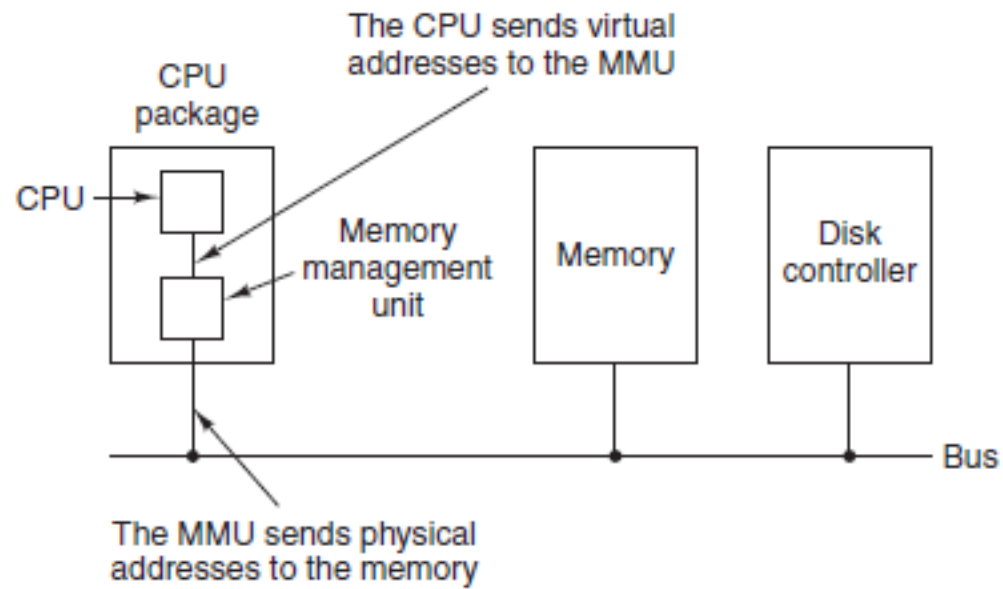 The CPU sends virtual
addresses to the MMU
CPU
package
CPU
Memory
management
unit
Memory
Disk
controller
Bus
The MMU sends physical
addresses to the memory